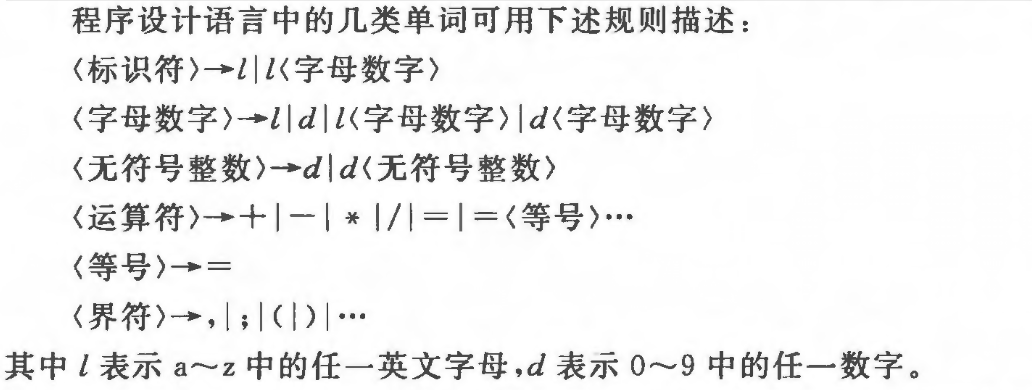 程序设计语言中的几类单词可用下述规则描述：
〈标识符〉→l|l〈字母数字〉
〈字母数字〉→l|d|l〈字母数字〉|d〈字母数字〉
〈无符号整数〉→d|d〈无符号整数〉
〈运算符〉→+|-|*|/|=|=〈等号〉…
〈等号〉→=
〈界符〉→,|;|(|)|…
其中 l 表示 a～z 中的任一英文字母,d 表示 0～9 中的任一数字。